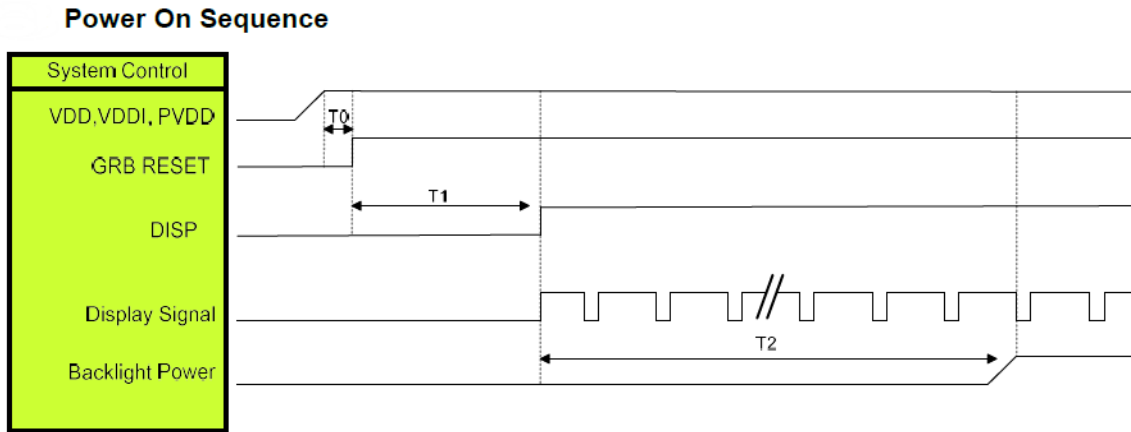 Power On Sequence
System Control
VDD,VDDI, PVDD
T0
GRB RESET
T1
DISP
Display Signal
T2
Backlight Power